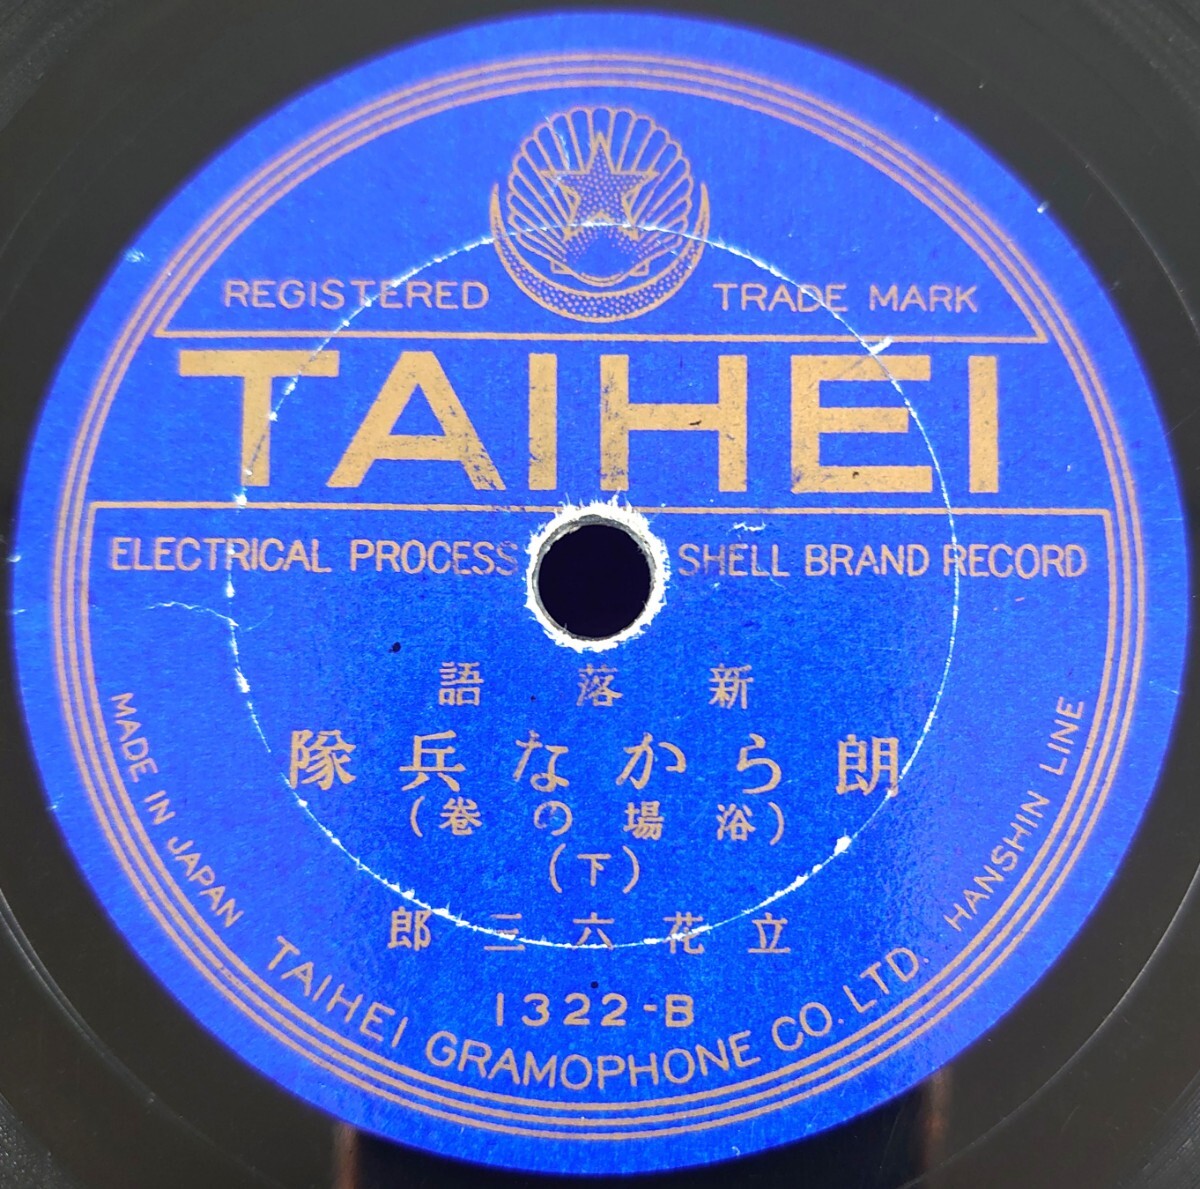 REGISTERED TRADE MARK
TAIHEI
ELECTRICAL PROCESS SHELL BRAND RECORD
新落語
朗らかな兵隊
(浴場の巻)
(下)
立花六三郎
1322-B
MADE IN JAPAN TAIHEI GRAMOPHONE CO. LTD. HANSHIN LINE